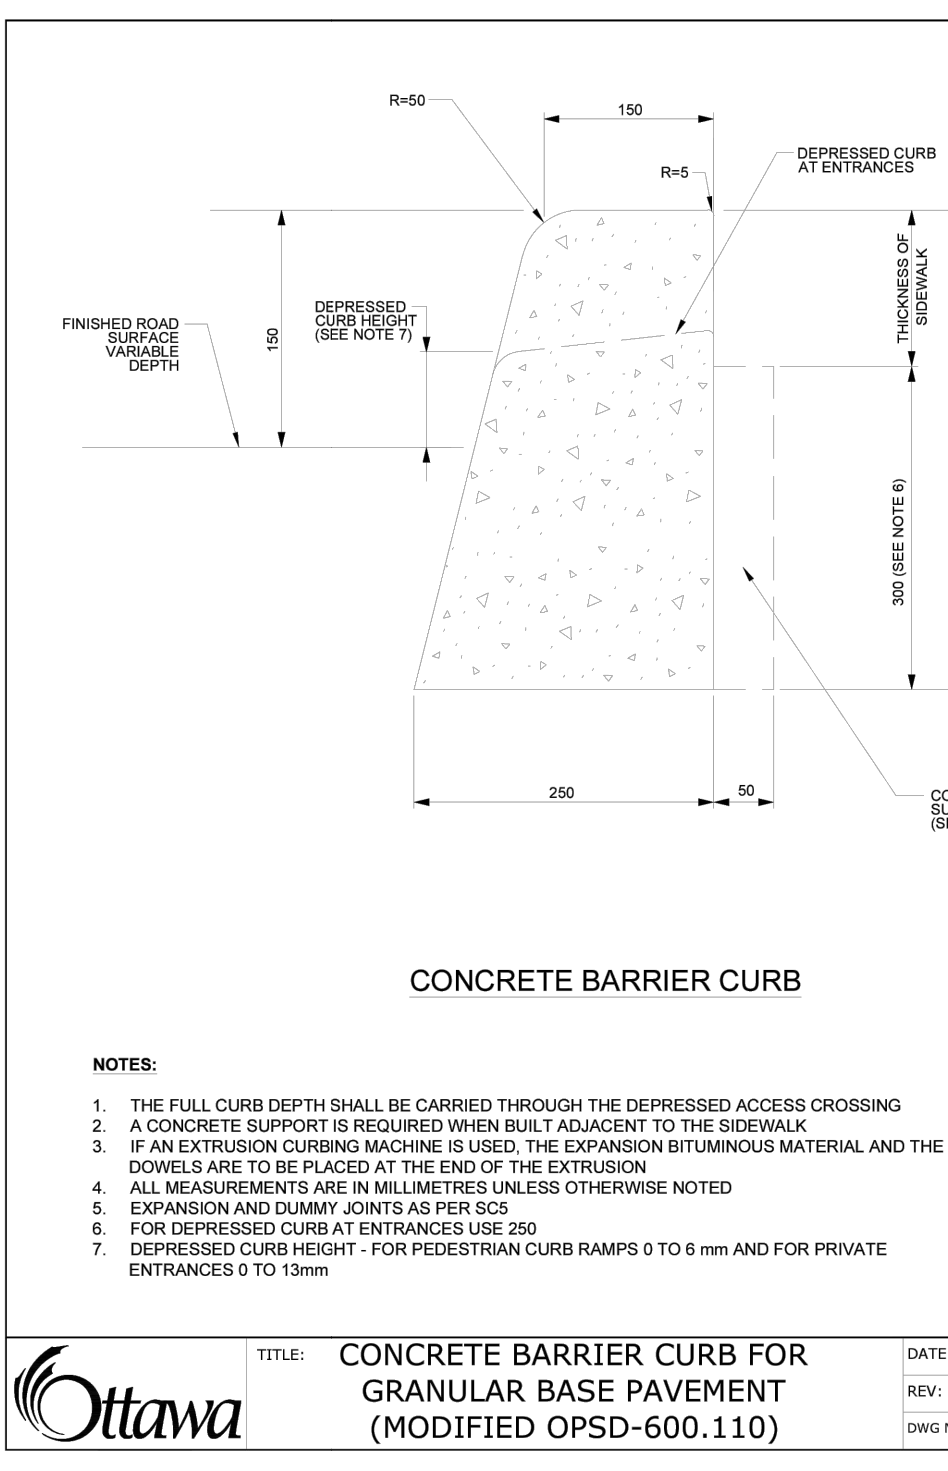 R=50
150
DEPRESSED CURB
AT ENTRANCES
R=5
THICKNESS OF
SIDEWALK
DEPRESSED
CURB HEIGHT
(SEE NOTE 7)
FINISHED ROAD
SURFACE
VARIABLE
DEPTH
150
300 (SEE NOTE 6)
250
50
CONCRETE BARRIER CURB
NOTES:
1. THE FULL CURB DEPTH SHALL BE CARRIED THROUGH THE DEPRESSED ACCESS CROSSING
2. A CONCRETE SUPPORT IS REQUIRED WHEN BUILT ADJACENT TO THE SIDEWALK
3. IF AN EXTRUSION CURBING MACHINE IS USED, THE EXPANSION BITUMINOUS MATERIAL AND THE
DOWELS ARE TO BE PLACED AT THE END OF THE EXTRUSION
4. ALL MEASUREMENTS ARE IN MILLIMETRES UNLESS OTHERWISE NOTED
5. EXPANSION AND DUMMY JOINTS AS PER SC5
6. FOR DEPRESSED CURB AT ENTRANCES USE 250
7. DEPRESSED CURB HEIGHT - FOR PEDESTRIAN CURB RAMPS 0 TO 6 mm AND FOR PRIVATE
ENTRANCES 0 TO 13mm
Ottawa
TITLE:
CONCRETE BARRIER CURB FOR
GRANULAR BASE PAVEMENT
(MODIFIED OPSD-600.110)
DATE
REV:
DWG